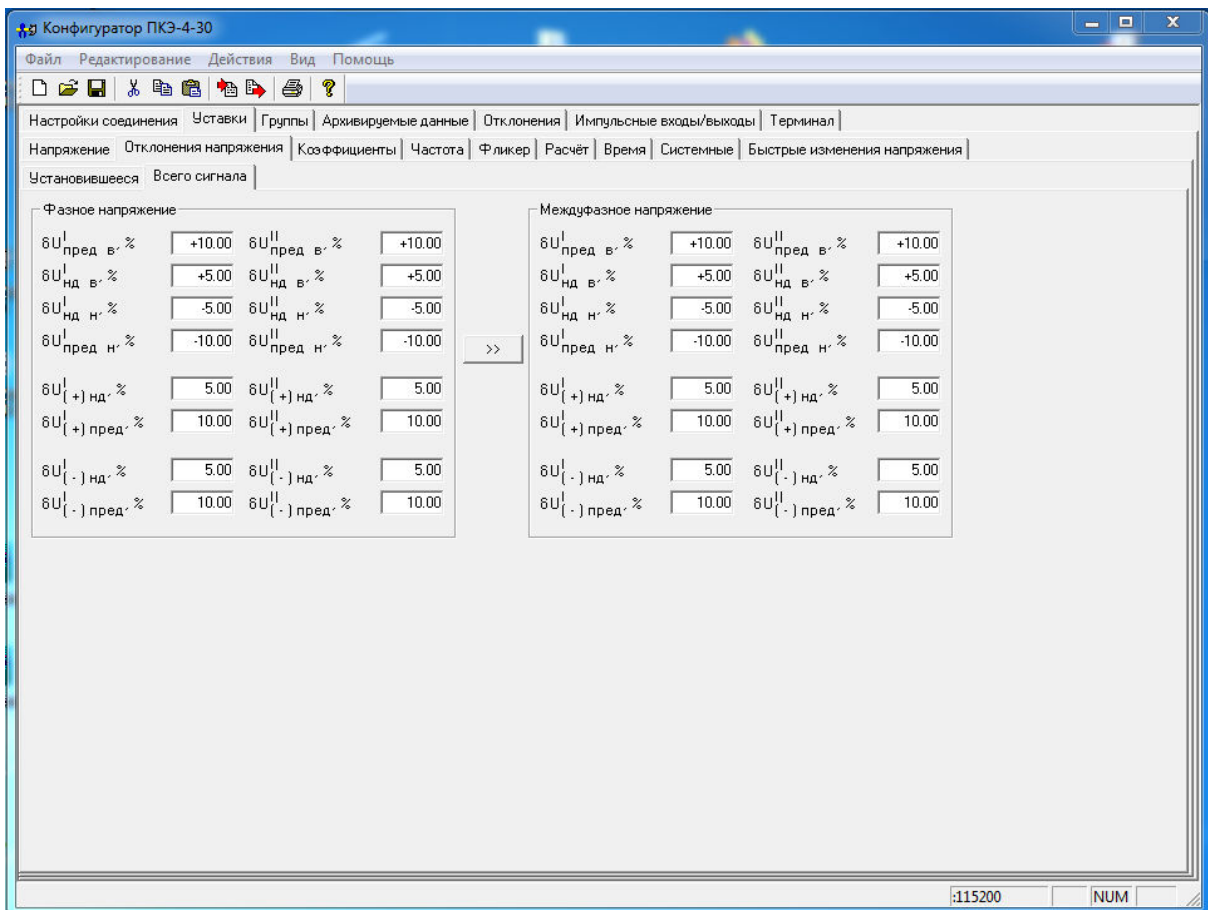 Конфигуратор ПКЭ-4-30
Файл Редактирование Действия Вид Помощь
Настройки соединения Уставки Группы Архивируемые данные Отклонения Импульсные входы/выходы Терминал
Напряжение Отклонения напряжения Коэффициенты Частота Фликер Расчёт Время Системные Быстрые изменения напряжения
Установившееся Всего сигнала
Фазное напряжение Междуфазное напряжение
δU^I_пред в, % +10.00 δU^II_пред в, % +10.00 δU^I_пред в, % +10.00 δU^II_пред в, % +10.00
δU^I_нд в, % +5.00 δU^II_нд в, % +5.00 δU^I_нд в, % +5.00 δU^II_нд в, % +5.00
δU^I_нд н, % -5.00 δU^II_нд н, % -5.00 δU^I_нд н, % -5.00 δU^II_нд н, % -5.00
δU^I_пред н, % -10.00 δU^II_пред н, % -10.00 >> δU^I_пред н, % -10.00 δU^II_пред н, % -10.00
δU^I_(+) нд, % 5.00 δU^II_(+) нд, % 5.00 δU^I_(+) нд, % 5.00 δU^II_(+) нд, % 5.00
δU^I_(+) пред, % 10.00 δU^II_(+) пред, % 10.00 δU^I_(+) пред, % 10.00 δU^II_(+) пред, % 10.00
δU^I_(-) нд, % 5.00 δU^II_(-) нд, % 5.00 δU^I_(-) нд, % 5.00 δU^II_(-) нд, % 5.00
δU^I_(-) пред, % 10.00 δU^II_(-) пред, % 10.00 δU^I_(-) пред, % 10.00 δU^II_(-) пред, % 10.00
:115200 NUM